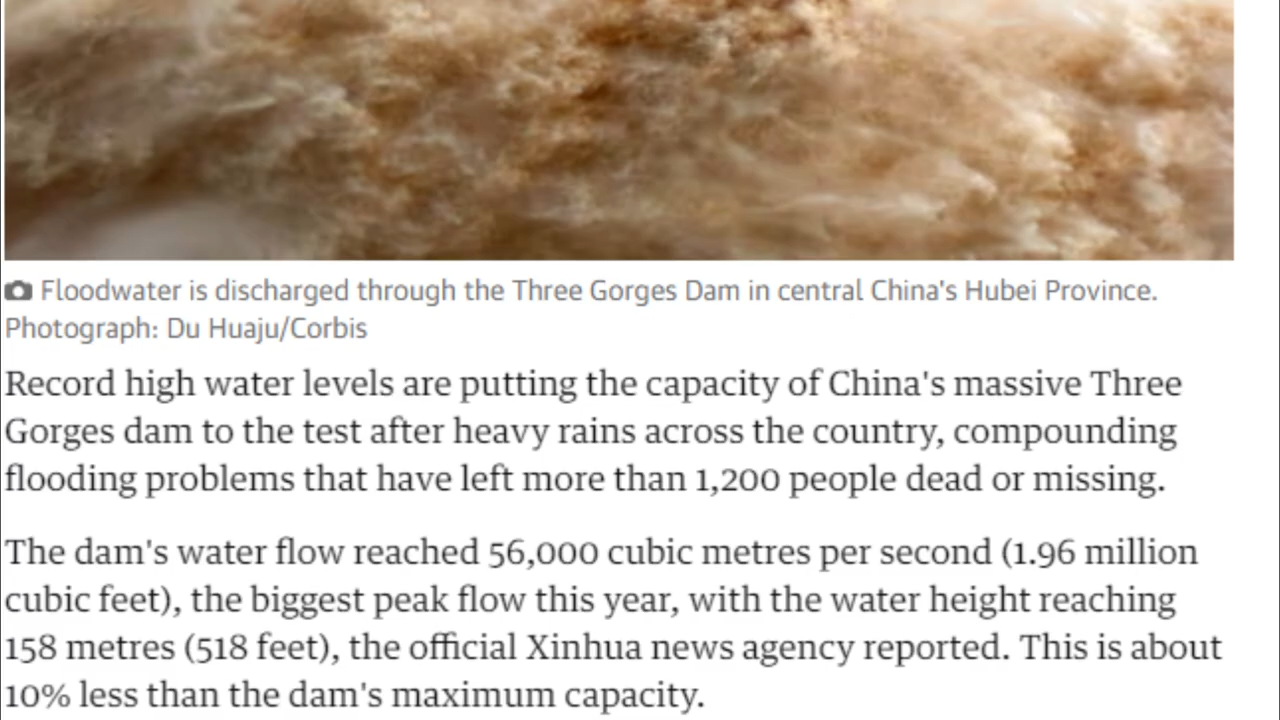 Floodwater is discharged through the Three Gorges Dam in central China's Hubei Province.
Photograph: Du Huaju/Corbis
Record high water levels are putting the capacity of China's massive Three
Gorges dam to the test after heavy rains across the country, compounding
flooding problems that have left more than 1,200 people dead or missing.
The dam's water flow reached 56,000 cubic metres per second (1.96 million
cubic feet), the biggest peak flow this year, with the water height reaching
158 metres (518 feet), the official Xinhua news agency reported. This is about
10% less than the dam's maximum capacity.